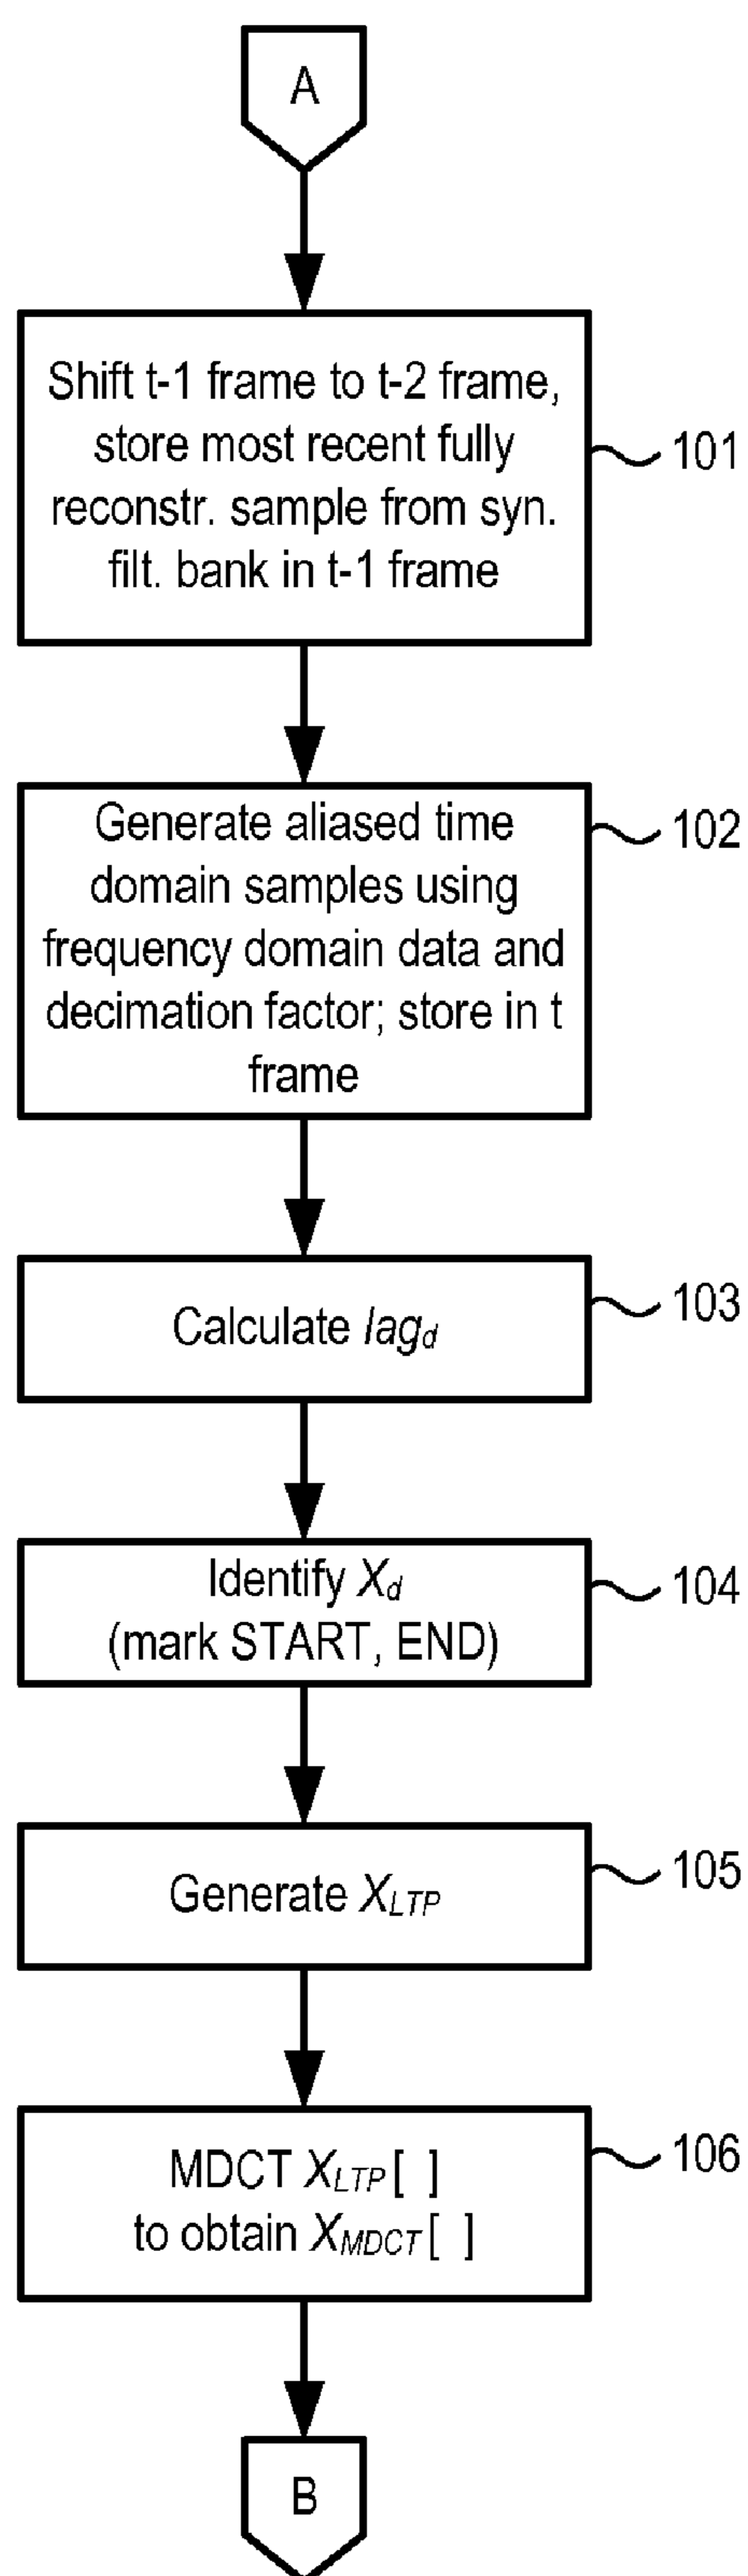 A
Shift t-1 frame to t-2 frame,
store most recent fully
reconstr. sample from syn.
filt. bank in t-1 frame
101
Generate aliased time
domain samples using
frequency domain data and
decimation factor; store in t
frame
102
Calculate lagd
103
Identify Xd
(mark START, END)
104
Generate XLTP
105
MDCT XLTP[ ]
to obtain XMDCT[ ]
106
B